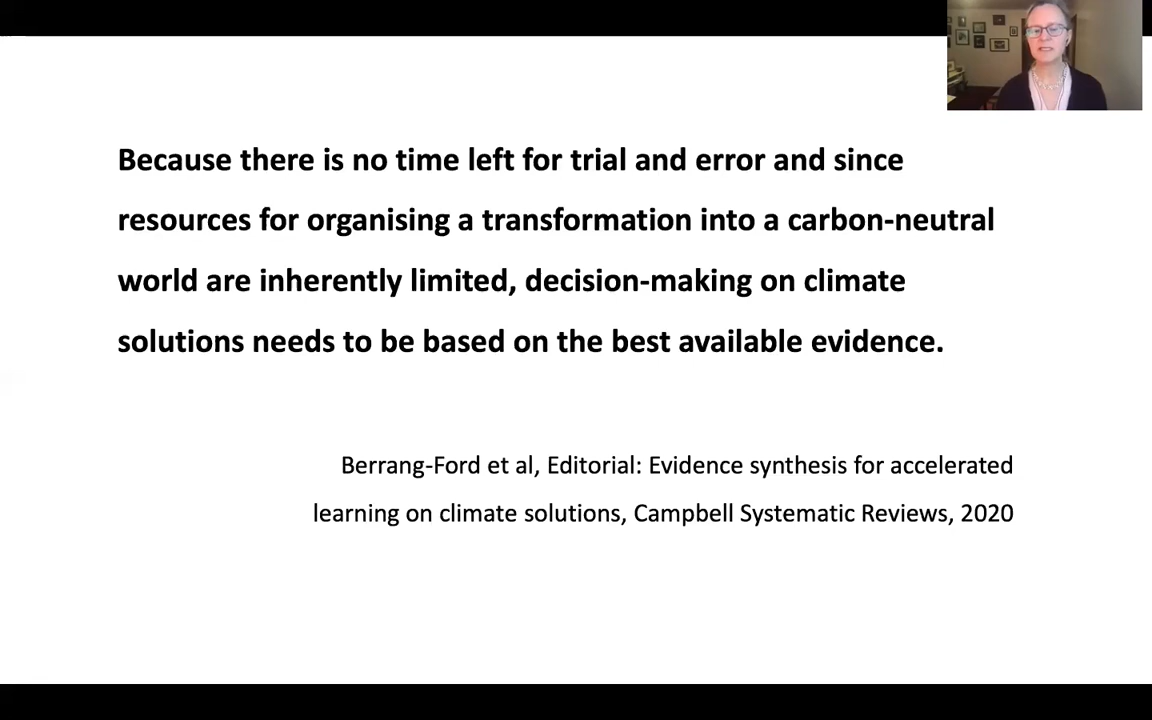 Because there is no time left for trial and error and since
resources for organising a transformation into a carbon-neutral
world are inherently limited, decision-making on climate
solutions needs to be based on the best available evidence.
Berrang-Ford et al, Editorial: Evidence synthesis for accelerated
learning on climate solutions, Campbell Systematic Reviews, 2020